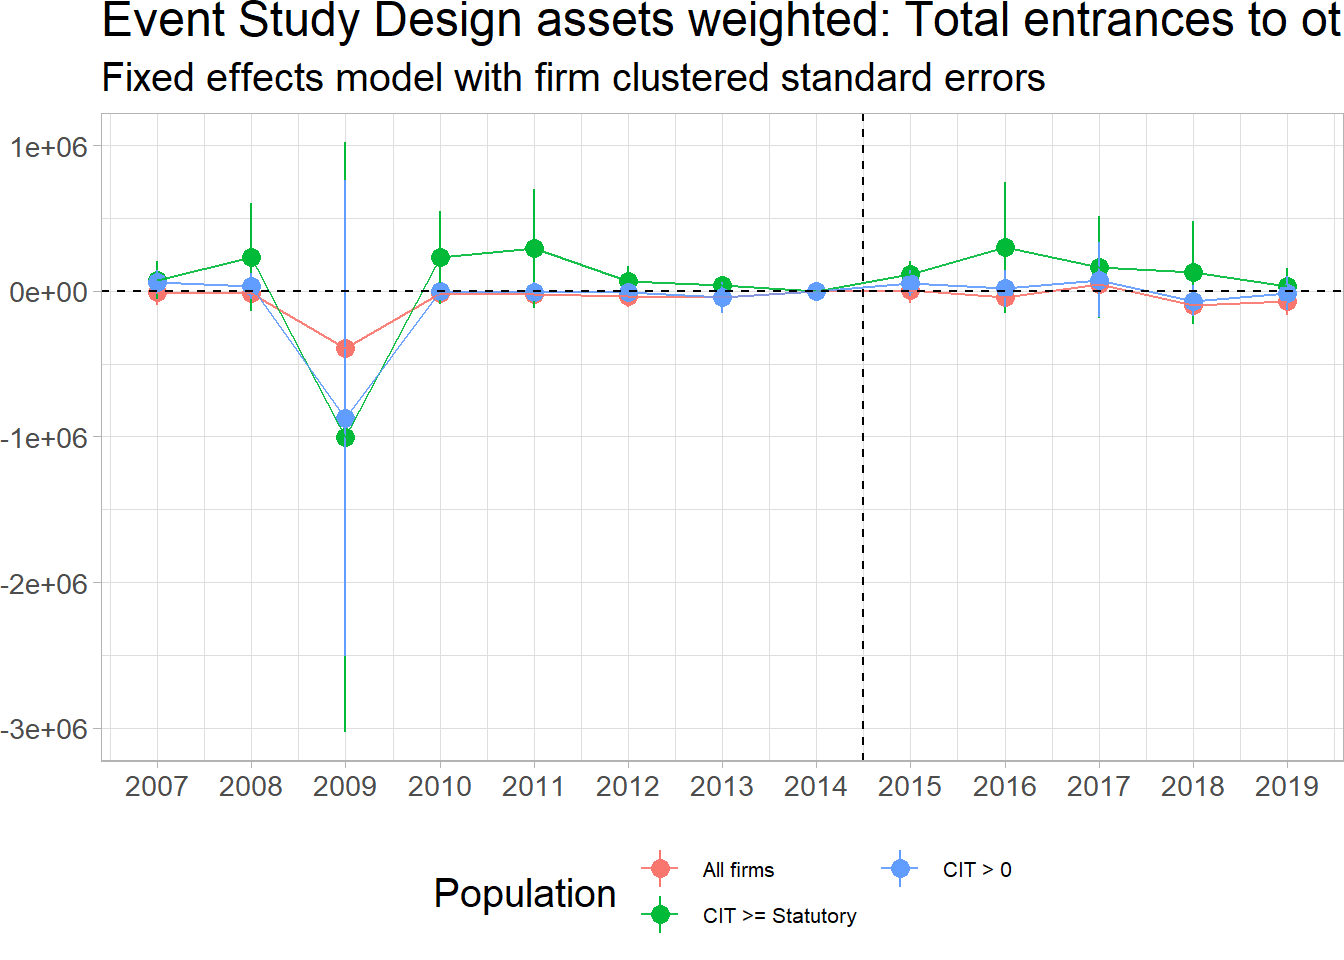 Event Study Design assets weighted: Total entrances to ot
Fixed effects model with firm clustered standard errors
1e+06
0e+00
-1e+06
-2e+06
-3e+06
2007 2008 2009 2010 2011 2012 2013 2014 2015 2016 2017 2018 2019
Population
All firms
CIT > 0
CIT >= Statutory